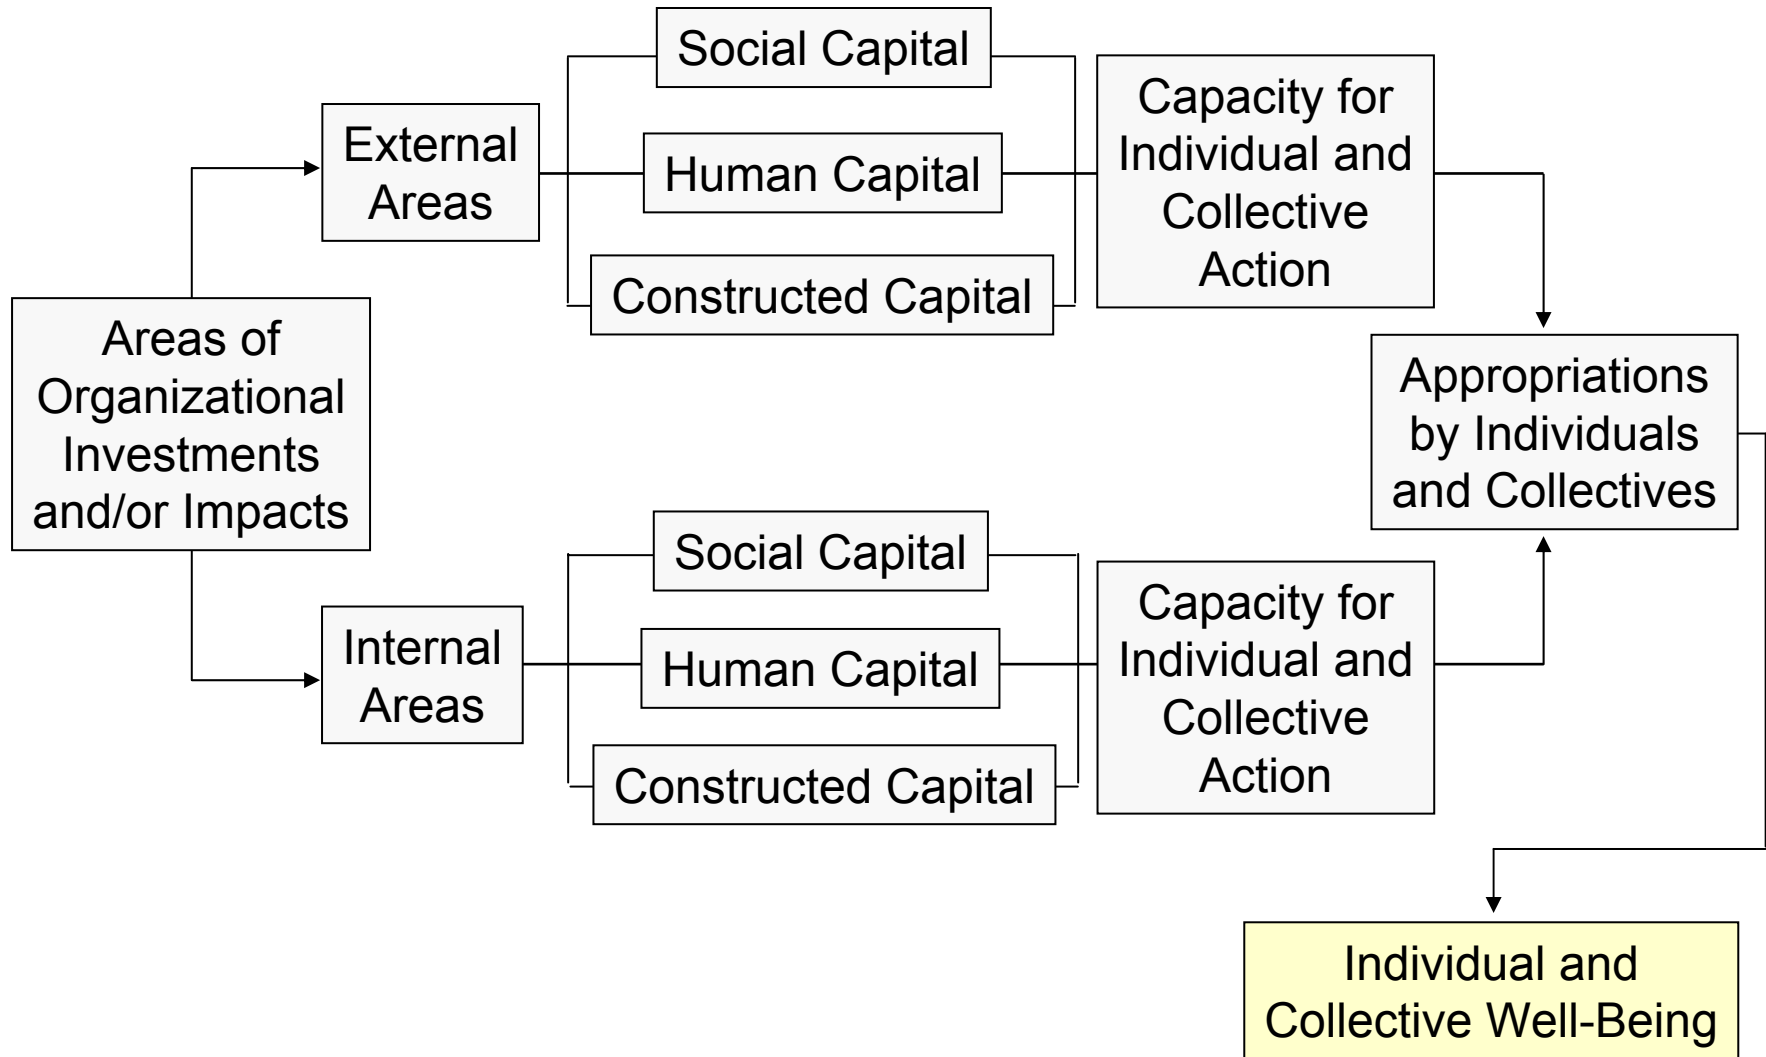 Areas of
Organizational
Investments
and/or Impacts
External
Areas
Social Capital
Human Capital
Constructed Capital
Capacity for
Individual and
Collective
Action
Internal
Areas
Social Capital
Human Capital
Constructed Capital
Capacity for
Individual and
Collective
Action
Appropriations
by Individuals
and Collectives
Individual and
Collective Well-Being